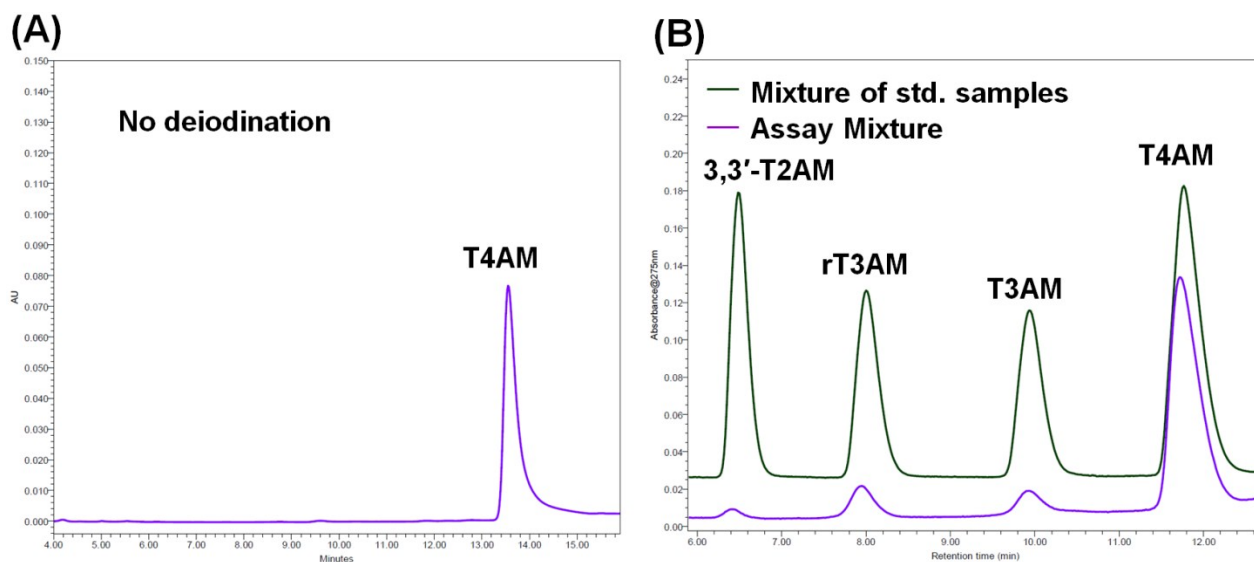 (A)
0.150
0.140
0.130
0.120
0.110
0.100
0.090
0.080
0.070
0.060
0.050
0.040
0.030
0.020
0.010
0.000
AU
No deiodination
T4AM
4.00 5.00 6.00 7.00 8.00 9.00 10.00 11.00 12.00 13.00 14.00 15.00
Minutes
(B)
0.24
0.22
0.20
0.18
0.16
0.14
0.12
0.10
0.08
0.06
0.04
0.02
0.00
Absorbance@275nm
Mixture of std. samples
Assay Mixture
3,3′-T2AM
rT3AM
T3AM
T4AM
6.00 7.00 8.00 9.00 10.00 11.00 12.00
Retention time (min)